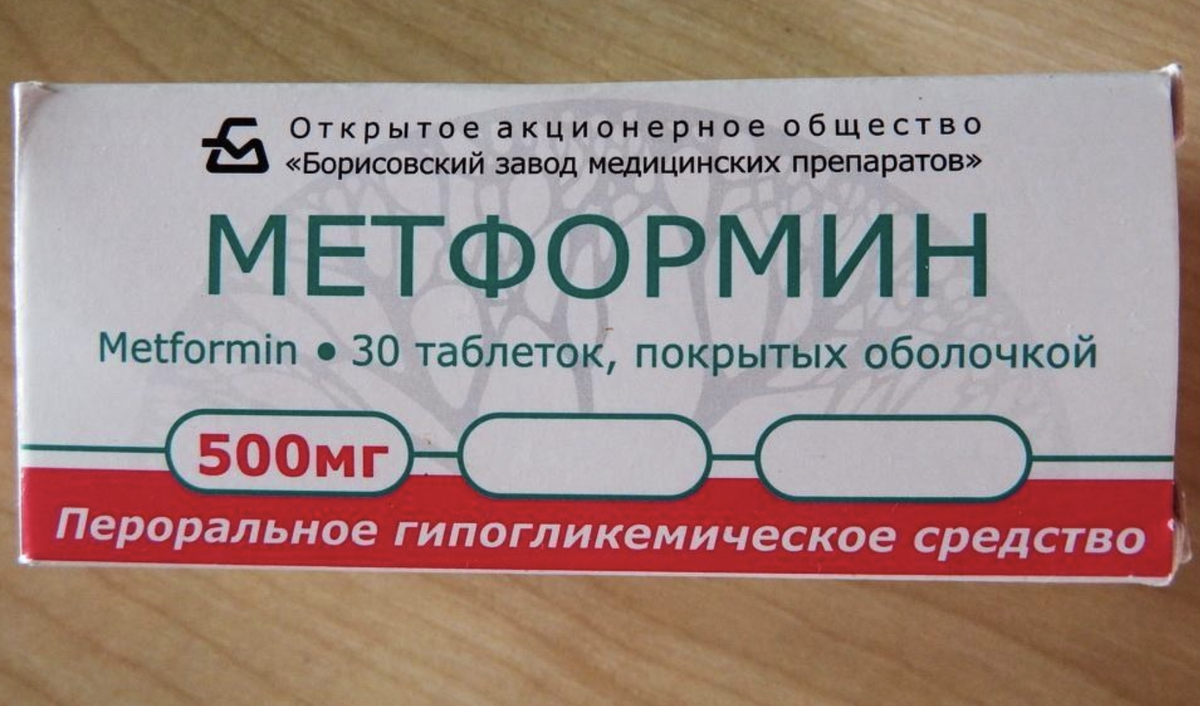 Открытое акционерное общество
«Борисовский завод медицинских препаратов»
МЕТФОРМИН
Metformin • 30 таблеток, покрытых оболочкой
500мг
Пероральное гипогликемическое средство